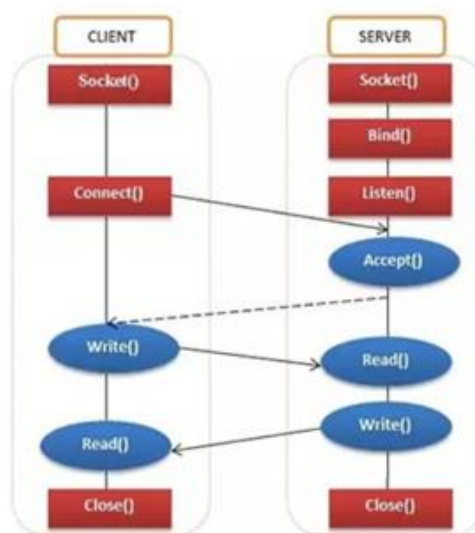 CLIENT
SERVER
Socket()
Socket()
Bind()
Connect()
Listen()
Accept()
Write()
Read()
Write()
Read()
Close()
Close()